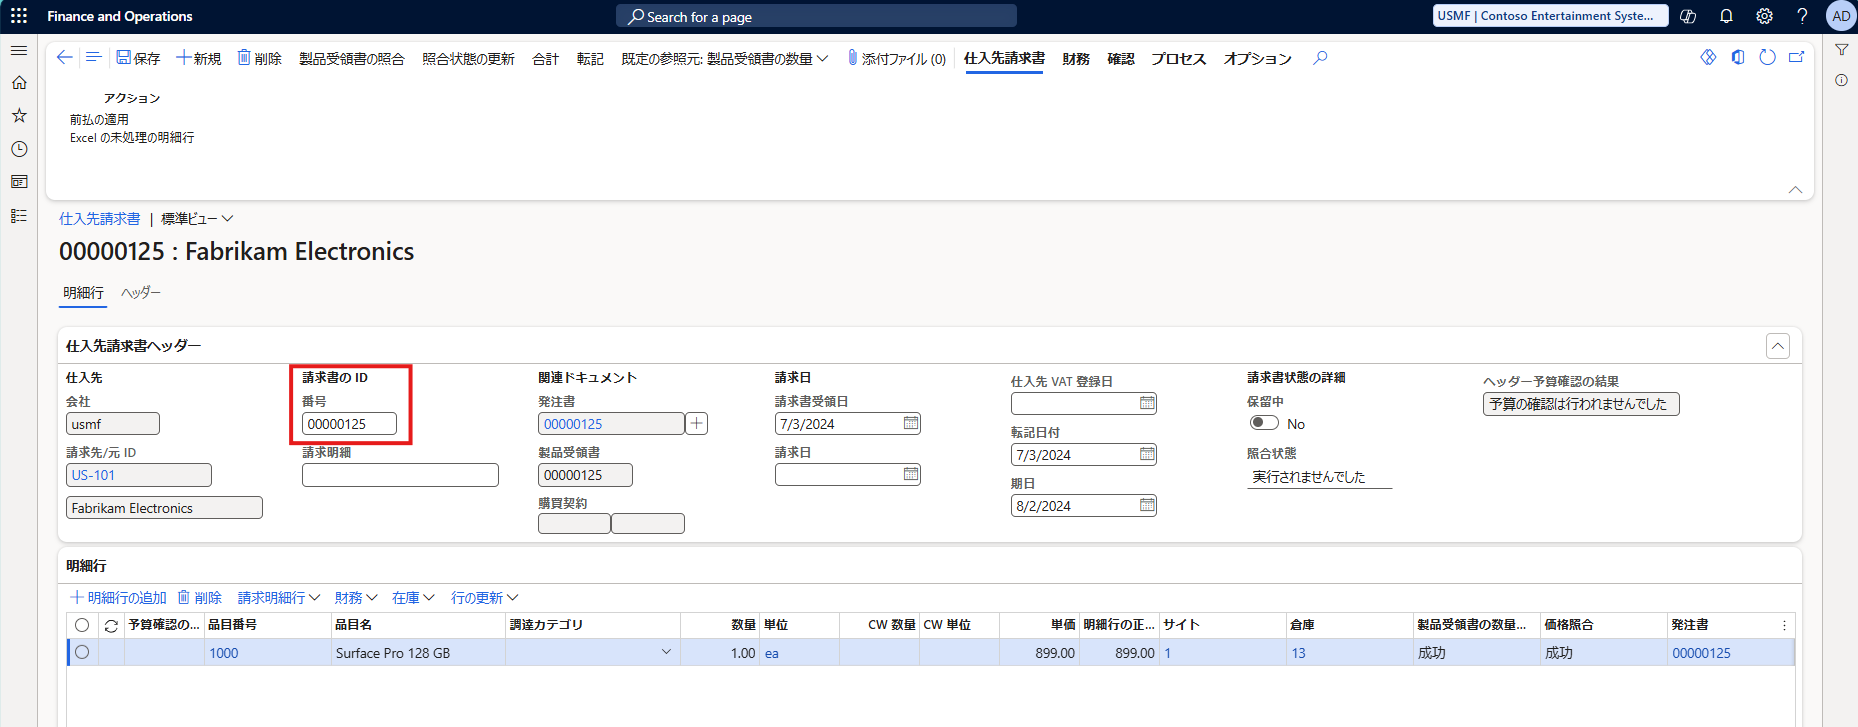 Finance and Operations
Search for a page
USMF | Contoso Entertainment Syste...
AD
保存
新規
削除
製品受領書の照合
照合状態の更新
合計
転記
既定の参照元: 製品受領書の数量
添付ファイル (0)
仕入先請求書
財務
確認
プロセス
オプション
アクション
前払の適用
Excel の未処理の明細行
仕入先請求書 | 標準ビュー
00000125 : Fabrikam Electronics
明細行
ヘッダー
仕入先請求書ヘッダー
仕入先
会社
usmf
請求先/元 ID
US-101
Fabrikam Electronics
請求書の ID
番号
00000125
請求明細
関連ドキュメント
発注書
00000125
製品受領書
00000125
購買契約
請求日
請求書受領日
7/3/2024
請求日
仕入先 VAT 登録日
転記日付
7/3/2024
期日
8/2/2024
請求書状態の詳細
保留中
No
照合状態
実行されませんでした
ヘッダー予算確認の結果
予算の確認は行われませんでした
明細行
明細行の追加
削除
請求明細行
財務
在庫
行の更新
予算確認の... 品目番号 品目名 調達カテゴリ 数量 単位 CW 数量 CW 単位 単価 明細行の正... サイト 倉庫 製品受領書の数量... 価格照合 発注書
1000 Surface Pro 128 GB 1.00 ea 899.00 899.00 1 13 成功 成功 00000125